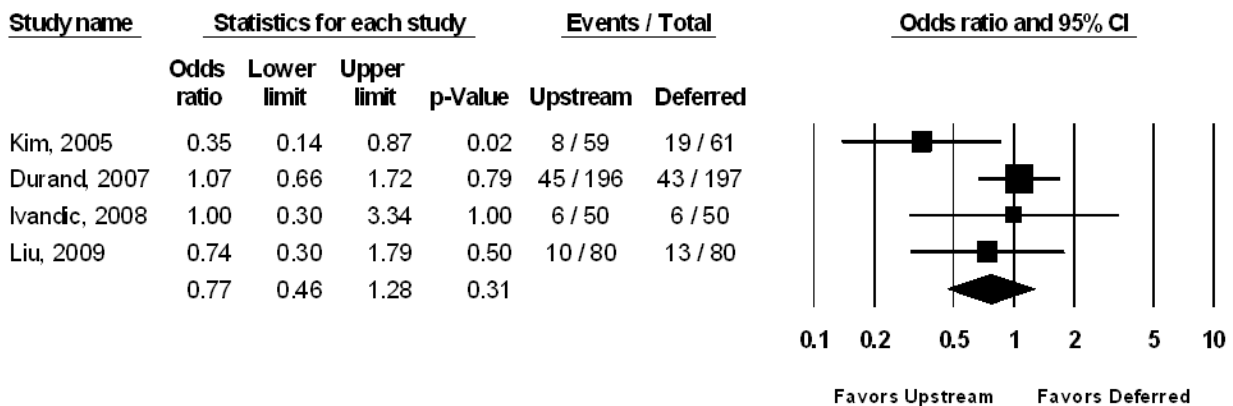 Study name Statistics for each study Events / Total Odds ratio and 95% CI
Odds ratio Lower limit Upper limit p-Value Upstream Deferred
Kim, 2005 0.35 0.14 0.87 0.02 8 / 59 19 / 61
Durand, 2007 1.07 0.66 1.72 0.79 45 / 196 43 / 197
Ivandic, 2008 1.00 0.30 3.34 1.00 6 / 50 6 / 50
Liu, 2009 0.74 0.30 1.79 0.50 10 / 80 13 / 80
0.77 0.46 1.28 0.31
0.1 0.2 0.5 1 2 5 10
Favors Upstream Favors Deferred